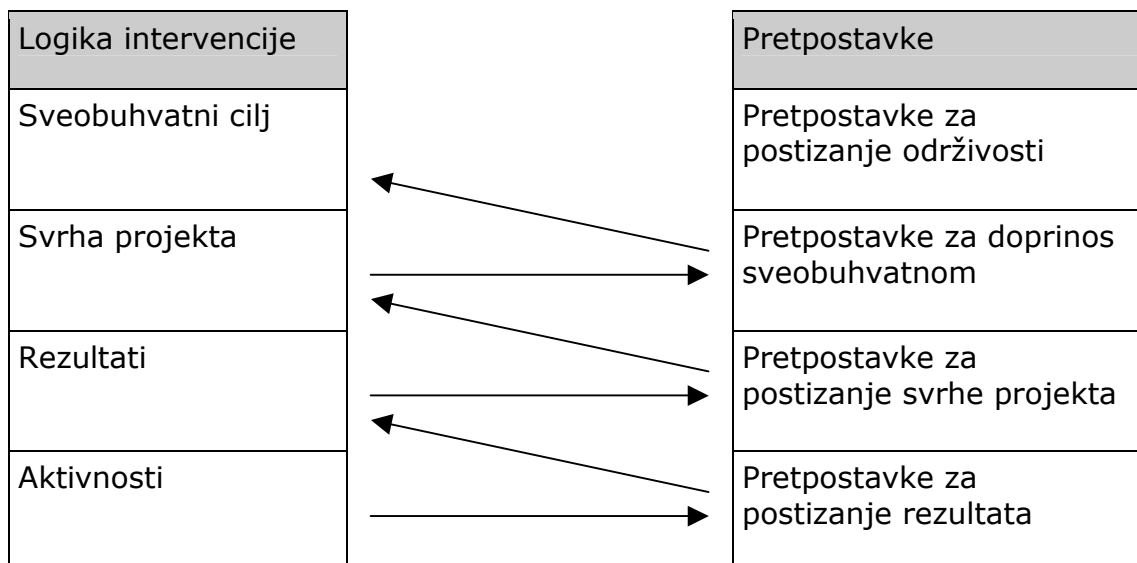 Logika intervencije
Pretpostavke
Sveobuhvatni cilj
Pretpostavke za
postizanje održivosti
Svrha projekta
Pretpostavke za doprinos
sveobuhvatnom
Rezultati
Pretpostavke za
postizanje svrhe projekta
Aktivnosti
Pretpostavke za
postizanje rezultata